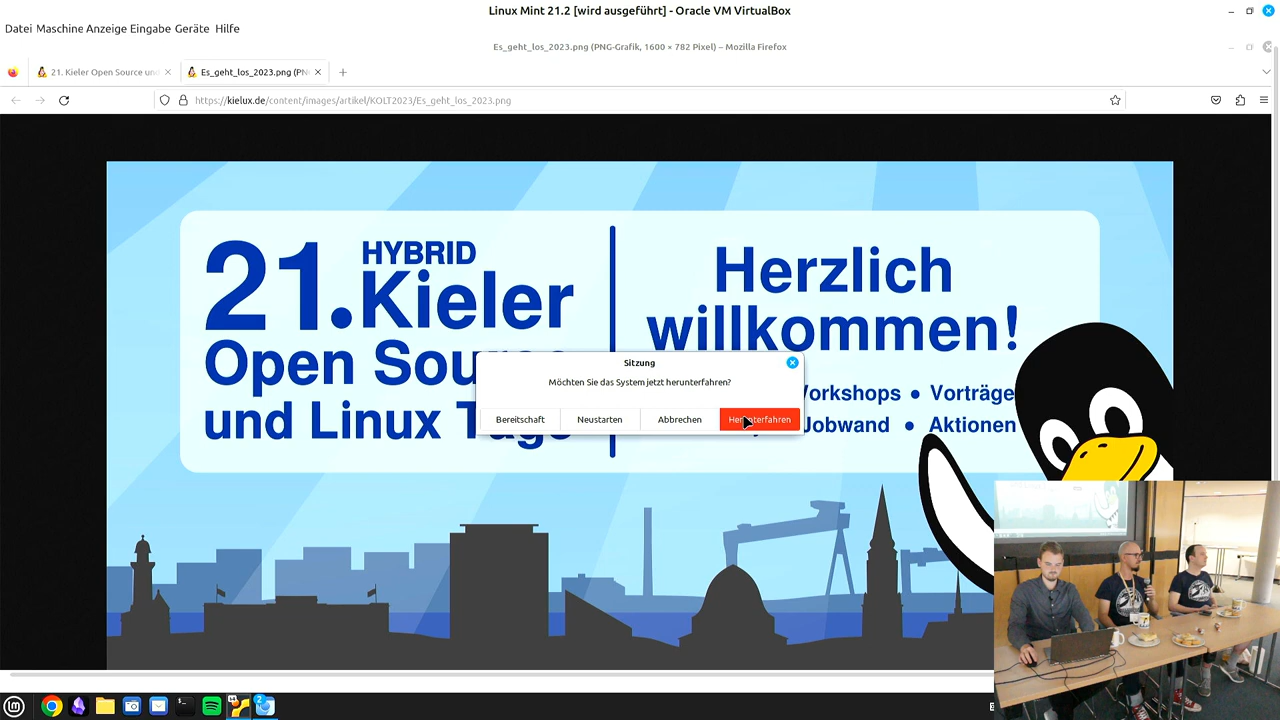 Linux Mint 21.2 [wird ausgeführt] - Oracle VM VirtualBox
Datei Maschine Anzeige Eingabe Geräte Hilfe
Es_geht_los_2023.png (PNG-Grafik, 1600 × 782 Pixel) – Mozilla Firefox
21. Kieler Open Source und
Es_geht_los_2023.png (PN
https://kielux.de/content/images/artikel/KOLT2023/Es_geht_los_2023.png
21. HYBRID
Kieler
Open Sou
und Linux Tage
Herzlich
willkommen!
Workshops • Vorträge
Jobwand • Aktionen
Sitzung
Möchten Sie das System jetzt herunterfahren?
Bereitschaft Neustarten Abbrechen Herunterfahren